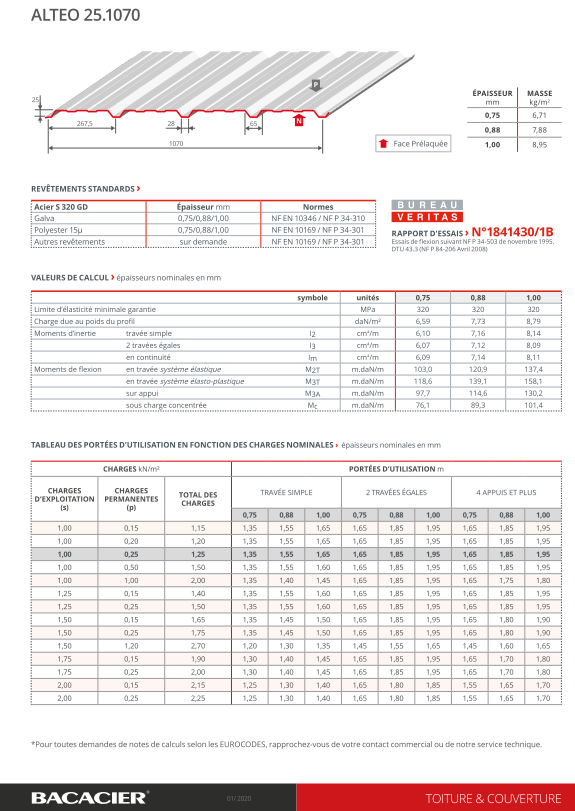 ALTEO 25.1070
P
25
267,5
28
65
N
1070
ÉPAISSEUR MASSE
mm kg/m²
0,75 6,71
0,88 7,88
1,00 8,95
Face Prélaquée
REVÊTEMENTS STANDARDS ›
Acier S 320 GD Épaisseur mm Normes
Galva 0,75/0,88/1,00 NF EN 10346 / NF P 34-310
Polyester 15µ 0,75/0,88/1,00 NF EN 10169 / NF P 34-301
Autres revêtements sur demande NF EN 10169 / NF P 34-301
BUREAU
VERITAS
RAPPORT D'ESSAIS › N°1841430/1B
Essais de flexion suivant NF P 34-503 de novembre 1995.
DTU 43.3 (NF P 84-206 Avril 2008)
VALEURS DE CALCUL › épaisseurs nominales en mm
symbole unités 0,75 0,88 1,00
Limite d'élasticité minimale garantie MPa 320 320 320
Charge due au poids du profil daN/m² 6,59 7,73 8,79
Moments d'inertie travée simple I2 cm⁴/m 6,10 7,16 8,14
2 travées égales I3 cm⁴/m 6,07 7,12 8,09
en continuité Im cm⁴/m 6,09 7,14 8,11
Moments de flexion en travée système élastique M2T m.daN/m 103,0 120,9 137,4
en travée système élasto-plastique M3T m.daN/m 118,6 139,1 158,1
sur appui M3A m.daN/m 97,7 114,6 130,2
sous charge concentrée Mc m.daN/m 76,1 89,3 101,4
TABLEAU DES PORTÉES D'UTILISATION EN FONCTION DES CHARGES NOMINALES › épaisseurs nominales en mm
CHARGES kN/m² PORTÉES D'UTILISATION m
CHARGES D'EXPLOITATION (s) CHARGES PERMANENTES (p) TOTAL DES CHARGES TRAVÉE SIMPLE 2 TRAVÉES ÉGALES 4 APPUIS ET PLUS
0,75 0,88 1,00 0,75 0,88 1,00 0,75 0,88 1,00
1,00 0,15 1,15 1,35 1,55 1,65 1,65 1,85 1,95 1,65 1,85 1,95
1,00 0,20 1,20 1,35 1,55 1,65 1,65 1,85 1,95 1,65 1,85 1,95
1,00 0,25 1,25 1,35 1,55 1,65 1,65 1,85 1,95 1,65 1,85 1,95
1,00 0,50 1,50 1,35 1,55 1,60 1,65 1,85 1,95 1,65 1,85 1,95
1,00 1,00 2,00 1,35 1,40 1,45 1,65 1,85 1,95 1,65 1,75 1,80
1,25 0,15 1,40 1,35 1,55 1,60 1,65 1,85 1,95 1,65 1,85 1,95
1,25 0,25 1,50 1,35 1,55 1,60 1,65 1,85 1,95 1,65 1,85 1,95
1,50 0,15 1,65 1,35 1,45 1,50 1,65 1,85 1,95 1,65 1,80 1,90
1,50 0,25 1,75 1,35 1,45 1,50 1,65 1,85 1,95 1,65 1,80 1,90
1,50 1,20 2,70 1,20 1,30 1,35 1,45 1,55 1,65 1,45 1,60 1,65
1,75 0,15 1,90 1,30 1,40 1,45 1,65 1,85 1,95 1,65 1,70 1,80
1,75 0,25 2,00 1,30 1,40 1,45 1,65 1,85 1,95 1,65 1,70 1,80
2,00 0,15 2,15 1,25 1,30 1,40 1,65 1,80 1,85 1,55 1,65 1,70
2,00 0,25 2,25 1,25 1,30 1,40 1,65 1,80 1,85 1,55 1,65 1,70
*Pour toutes demandes de notes de calculs selon les EUROCODES, rapprochez-vous de votre contact commercial ou de notre service technique.
BACACIER® 01/2020 TOITURE & COUVERTURE